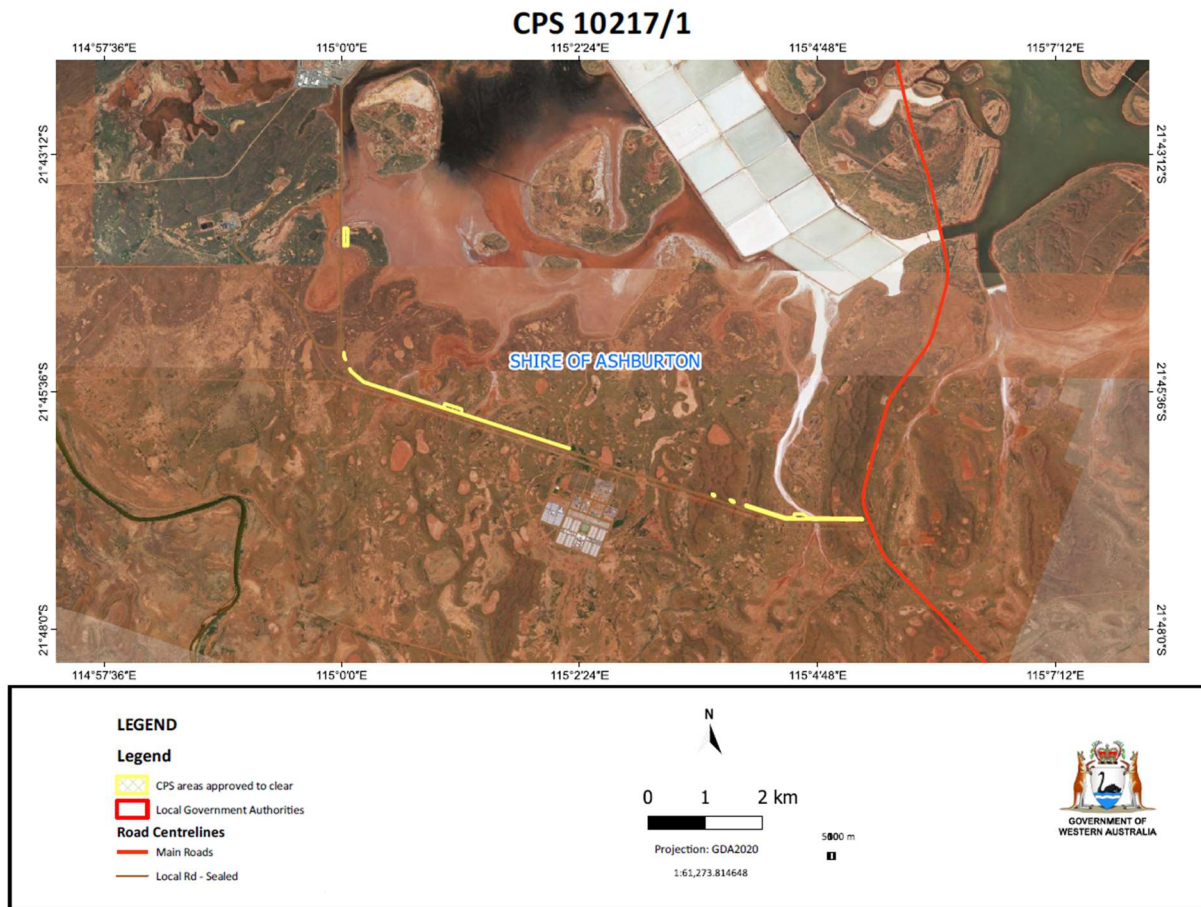 CPS 10217/1
114°57'36"E 115°0'0"E 115°2'24"E 115°4'48"E 115°7'12"E
21°43'12"S 21°43'12"S
SHIRE OF ASHBURTON
21°45'36"S 21°45'36"S
21°48'0"S 21°48'0"S
114°57'36"E 115°0'0"E 115°2'24"E 115°4'48"E 115°7'12"E
LEGEND
Legend
CPS areas approved to clear
Local Government Authorities
Road Centrelines
Main Roads
Local Rd - Sealed
N
0 1 2 km
Projection: GDA2020
1:61,273.814648
GOVERNMENT OF
WESTERN AUSTRALIA